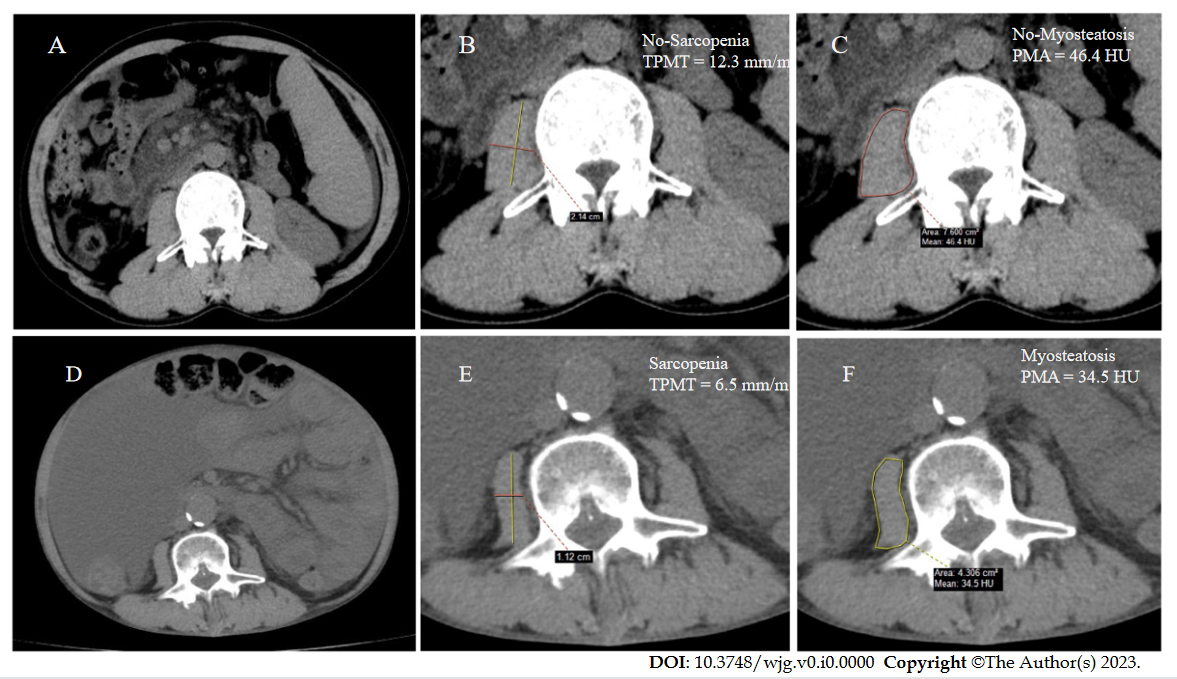 A
B
No-Sarcopenia
TPMT = 12.3 mm/m
2.14 cm
C
No-Myosteatosis
PMA = 46.4 HU
Area: 7.600 cm²
Mean: 46.4 HU
D
E
Sarcopenia
TPMT = 6.5 mm/m
1.12 cm
F
Myosteatosis
PMA = 34.5 HU
Area: 4.306 cm²
Mean: 34.5 HU
DOI: 10.3748/wjg.v0.i0.0000 Copyright ©The Author(s) 2023.